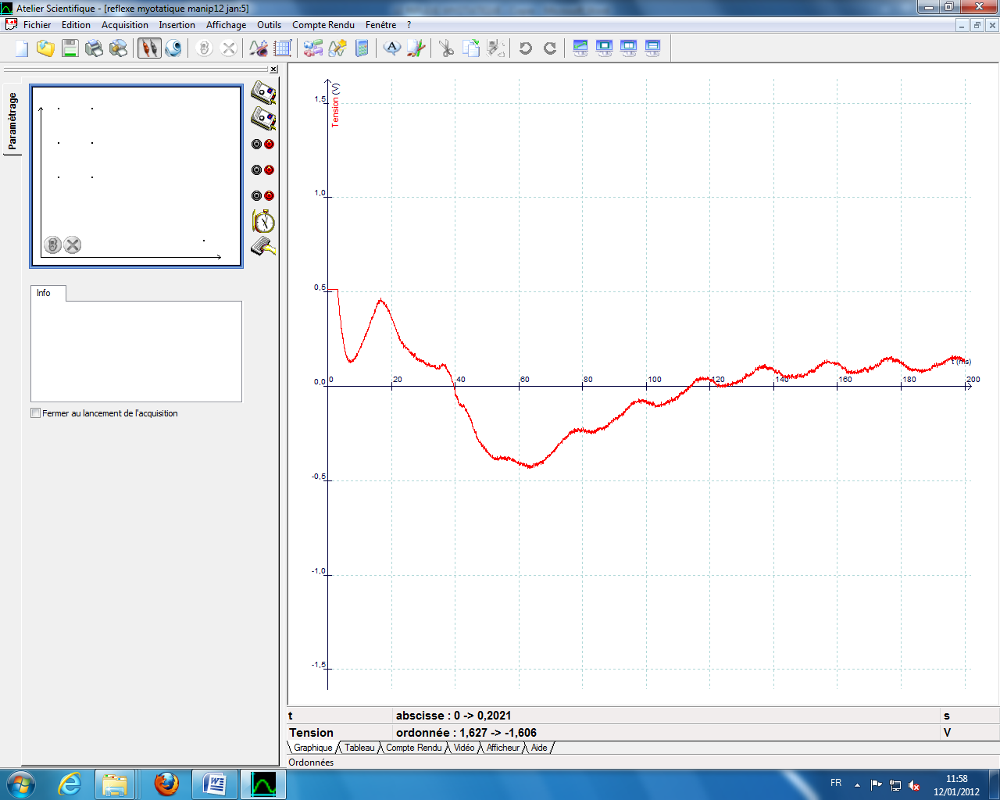 Atelier Scientifique - [reflexe myotatique manip12 jan:5]
Fichier Edition Acquisition Insertion Affichage Outils Compte Rendu Fenêtre ?
Paramètrage
Info
Fermer au lancement de l'acquisition
Tension (V)
1,5
1,0
0,5
0,0
-0,5
-1,0
-1,5
0 20 40 60 80 100 120 140 160 180 200
t (ms)
t abscisse : 0 -> 0,2021 s
Tension ordonnée : 1,627 -> -1,606 V
Graphique Tableau Compte Rendu Vidéo Afficheur Aide
Ordonnées
FR 11:58
12/01/2012